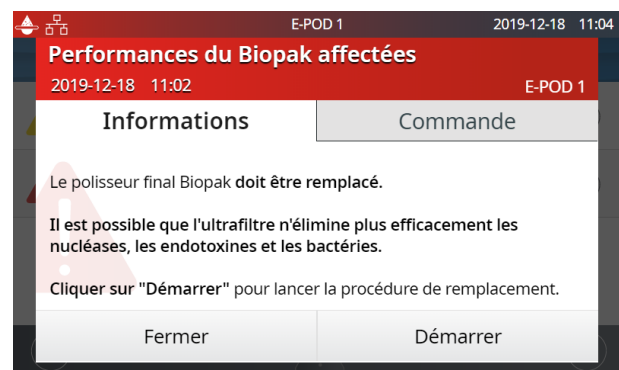 E-POD 1 2019-12-18 11:04
Performances du Biopak affectées
2019-12-18 11:02 E-POD 1
Informations Commande
Le polisseur final Biopak doit être remplacé.
Il est possible que l'ultrafiltre n'élimine plus efficacement les
nucléases, les endotoxines et les bactéries.
Cliquer sur "Démarrer" pour lancer la procédure de remplacement.
Fermer Démarrer